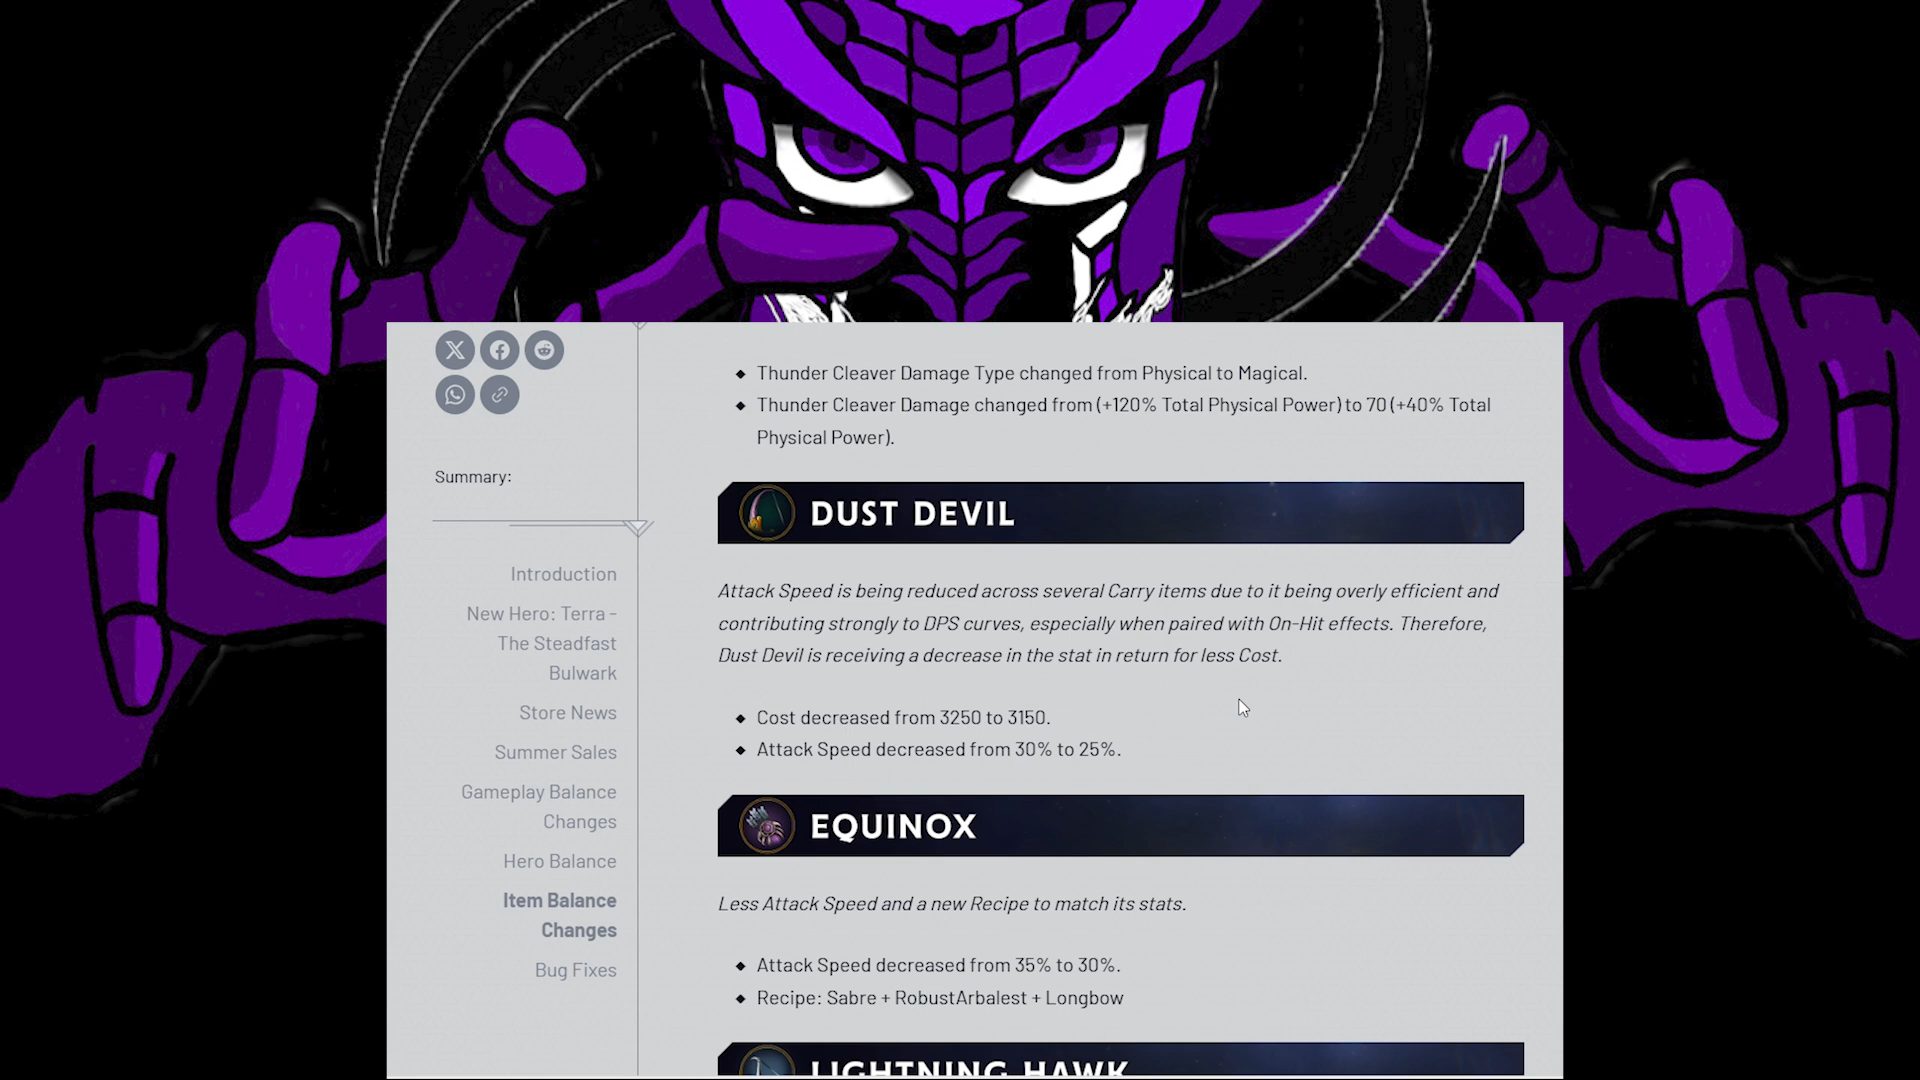 Summary:
Introduction
New Hero: Terra -
The Steadfast
Bulwark
Store News
Summer Sales
Gameplay Balance
Changes
Hero Balance
Item Balance
Changes
Bug Fixes
◆ Thunder Cleaver Damage Type changed from Physical to Magical.
◆ Thunder Cleaver Damage changed from (+120% Total Physical Power) to 70 (+40% Total
Physical Power).
DUST DEVIL
Attack Speed is being reduced across several Carry items due to it being overly efficient and
contributing strongly to DPS curves, especially when paired with On-Hit effects. Therefore,
Dust Devil is receiving a decrease in the stat in return for less Cost.
◆ Cost decreased from 3250 to 3150.
◆ Attack Speed decreased from 30% to 25%.
EQUINOX
Less Attack Speed and a new Recipe to match its stats.
◆ Attack Speed decreased from 35% to 30%.
◆ Recipe: Sabre + RobustArbalest + Longbow
LIGHTNING HAWK